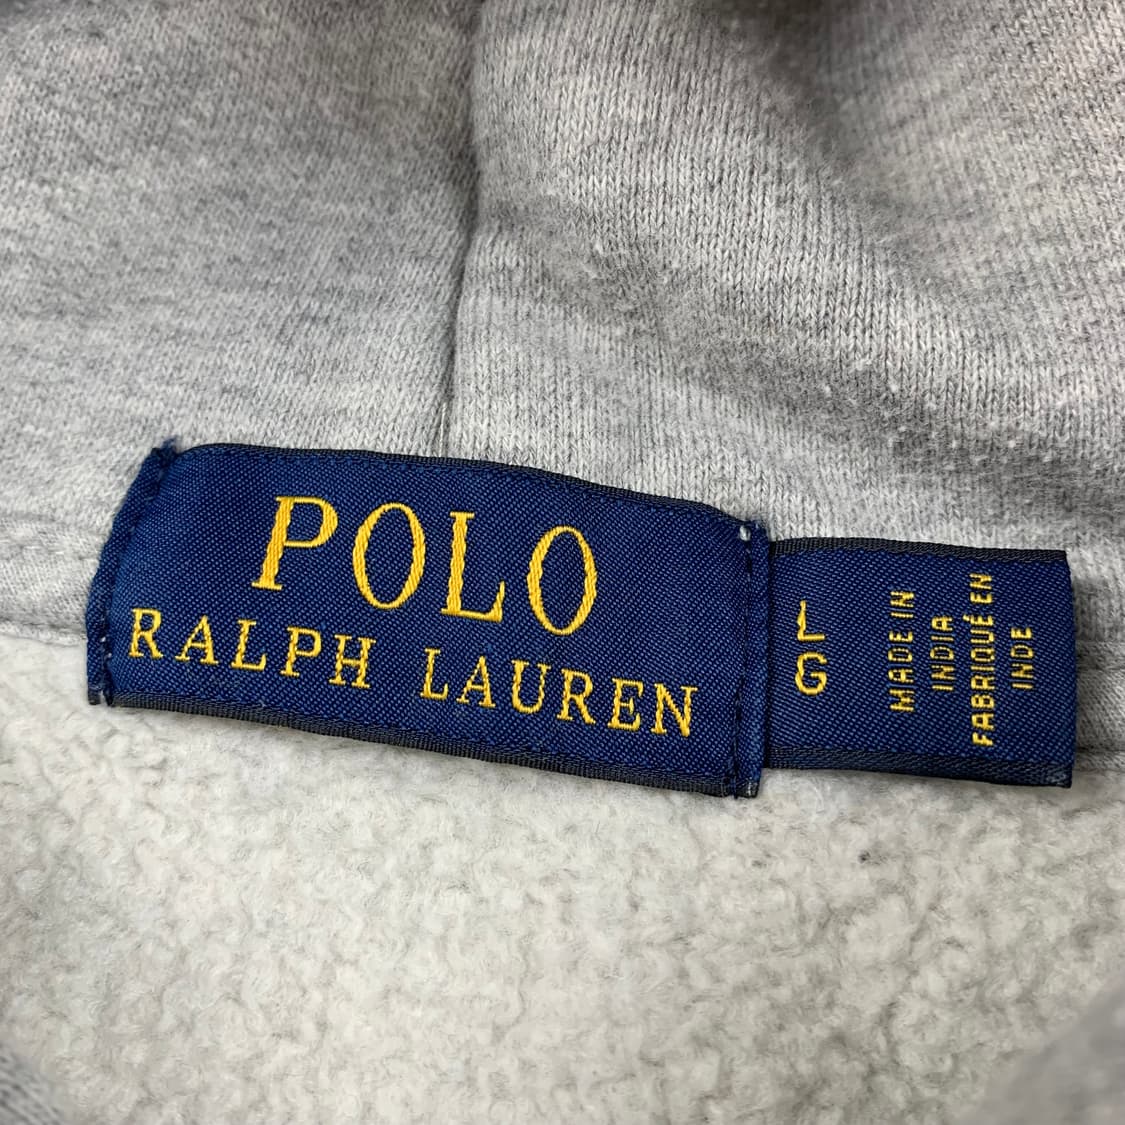 POLO
RALPH LAUREN
L
G
MADE IN
INDIA
FABRIQUÉ EN
INDE